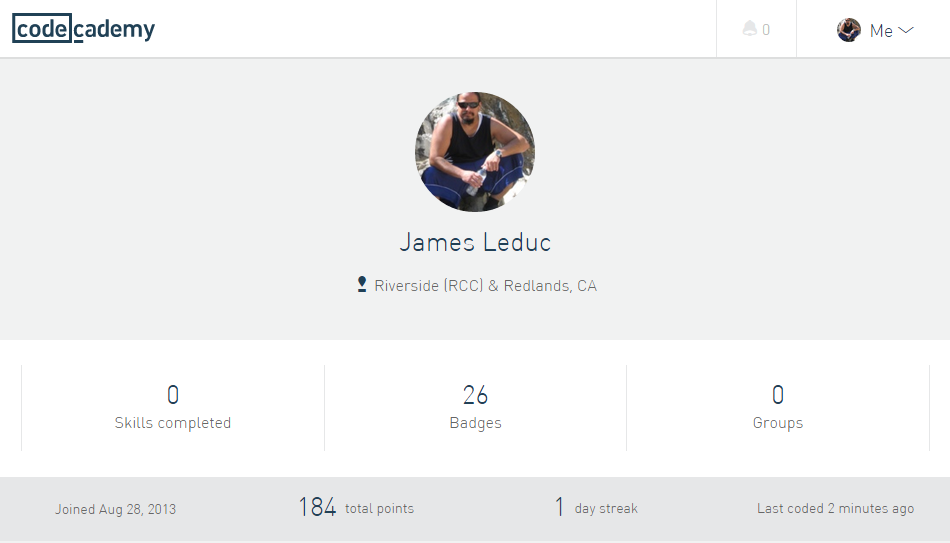 codecademy
0
Me
James Leduc
Riverside (RCC) & Redlands, CA
0
26
0
Skills completed
Badges
Groups
Joined Aug 28, 2013
184 total points
1 day streak
Last coded 2 minutes ago